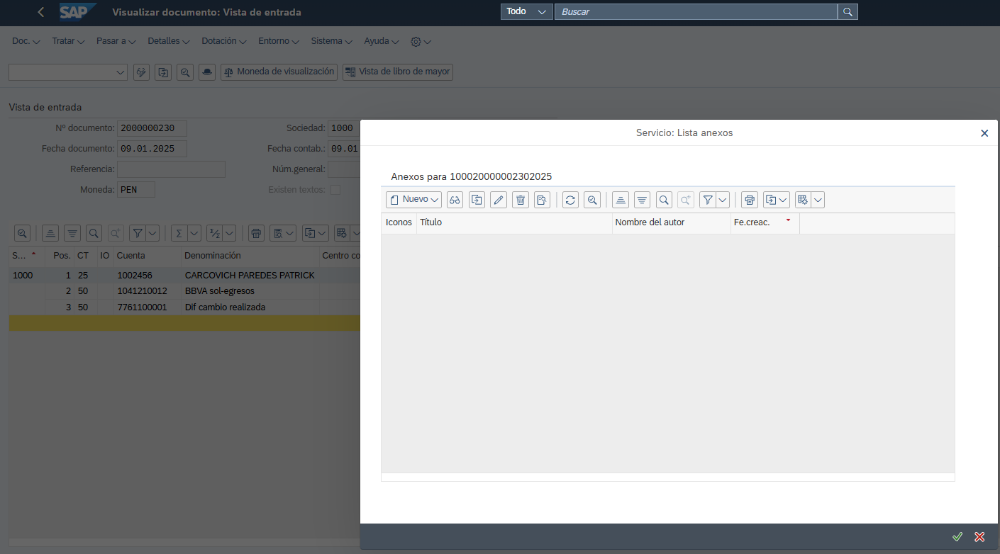 SAP Visualizar documento: Vista de entrada Todo Buscar
Doc. Tratar Pasar a Detalles Dotación Entorno Sistema Ayuda
Moneda de visualización Vista de libro de mayor
Vista de entrada
Nº documento: 2000000230 Sociedad: 1000
Fecha documento: 09.01.2025 Fecha contab.: 09.01
Referencia: Núm.general:
Moneda: PEN Existen textos:
S... Pos. CT IO Cuenta Denominación Centro co
1000 1 25 1002456 CARCOVICH PAREDES PATRICK
2 50 1041210012 BBVA sol-egresos
3 50 7761100001 Dif cambio realizada
Servicio: Lista anexos
Anexos para 100020000002302025
Nuevo
Iconos Título Nombre del autor Fe.creac.